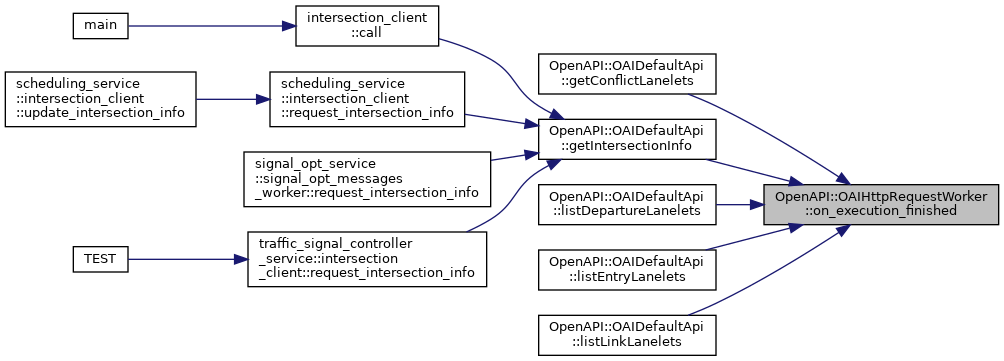 main
intersection_client
::call
scheduling_service
::intersection_client
::update_intersection_info
scheduling_service
::intersection_client
::request_intersection_info
signal_opt_service
::signal_opt_messages
_worker::request_intersection_info
TEST
traffic_signal_controller
_service::intersection
_client::request_intersection_info
OpenAPI::OAIDefaultApi
::getConflictLanelets
OpenAPI::OAIDefaultApi
::getIntersectionInfo
OpenAPI::OAIDefaultApi
::listDepartureLanelets
OpenAPI::OAIDefaultApi
::listEntryLanelets
OpenAPI::OAIDefaultApi
::listLinkLanelets
OpenAPI::OAIHttpRequestWorker
::on_execution_finished